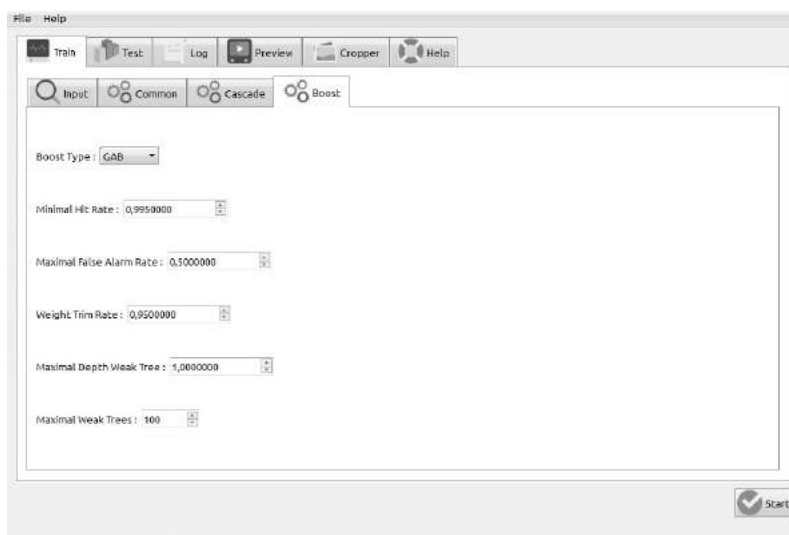 File Help
Train Test Log Preview Cropper Help
Input Common Cascade Boost
Boost Type : GAB
Minimal Hit Rate : 0,9950000
Maximal False Alarm Rate : 0,5000000
Weight Trim Rate : 0,9500000
Maximal Depth Weak Tree : 1,0000000
Maximal Weak Trees : 100
Start